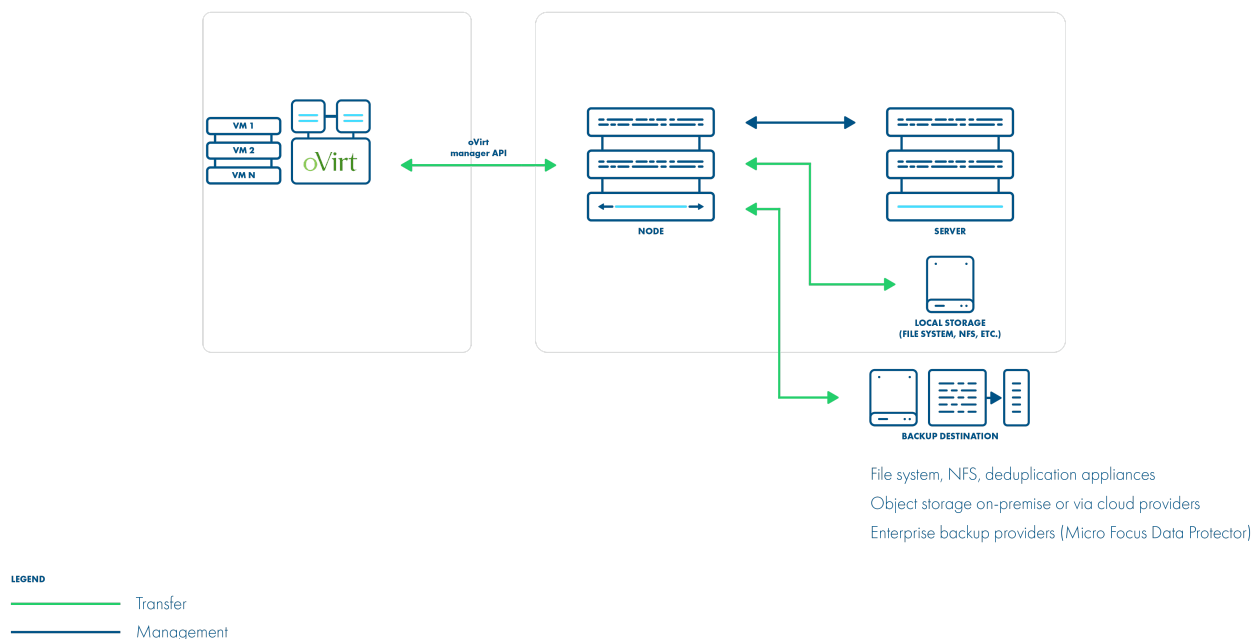 VM 1
VM 2
VM N
oVirt
oVirt
manager API
NODE
SERVER
LOCAL STORAGE
(FILE SYSTEM, NFS, ETC.)
BACKUP DESTINATION
File system, NFS, deduplication appliances
Object storage on-premise or via cloud providers
Enterprise backup providers (Micro Focus Data Protector)
LEGEND
Transfer
Management